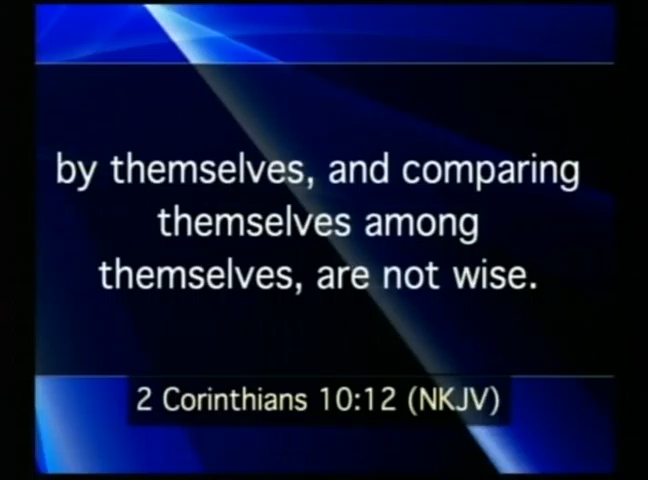 by themselves, and comparing
themselves among
themselves, are not wise.
2 Corinthians 10:12 (NKJV)